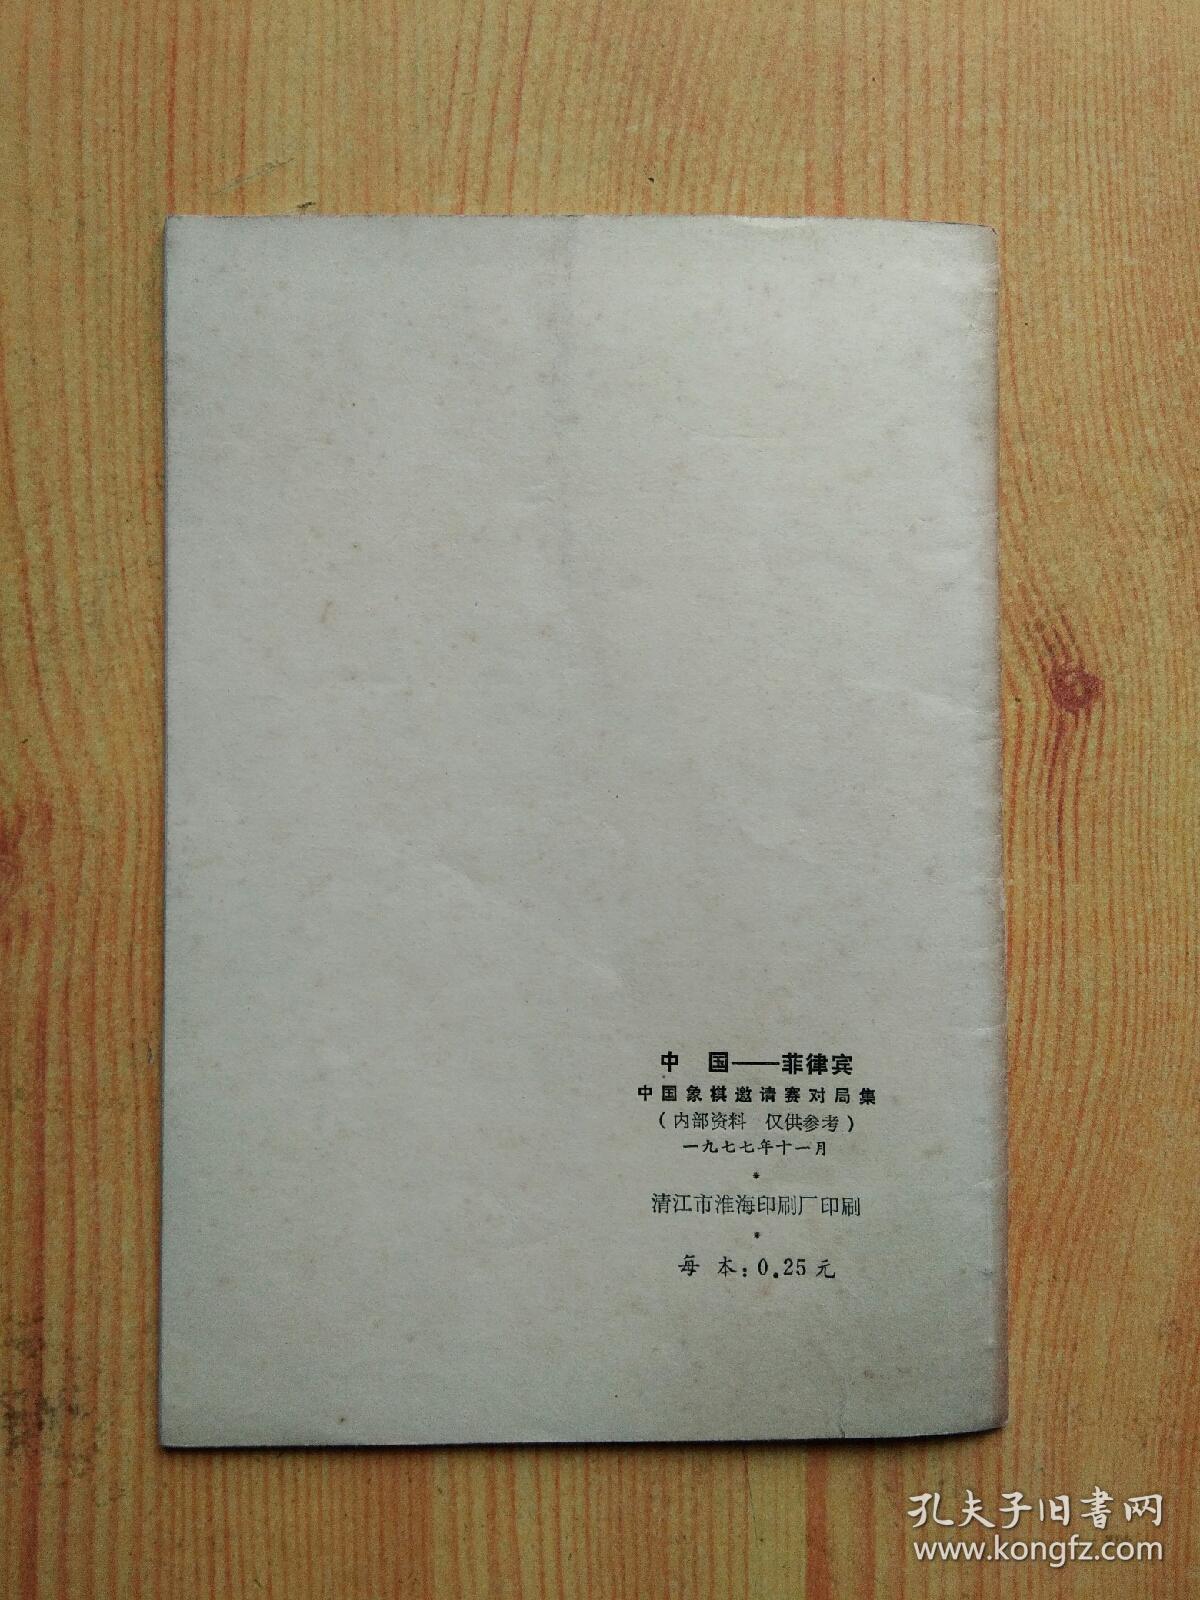 中 国——菲律宾
中国象棋邀请赛对局集
(内部资料 仅供参考)
一九七七年十一月
*
清江市淮海印刷厂印刷
*
每 本:0.25元
孔夫子旧书网
www.kongfz.com